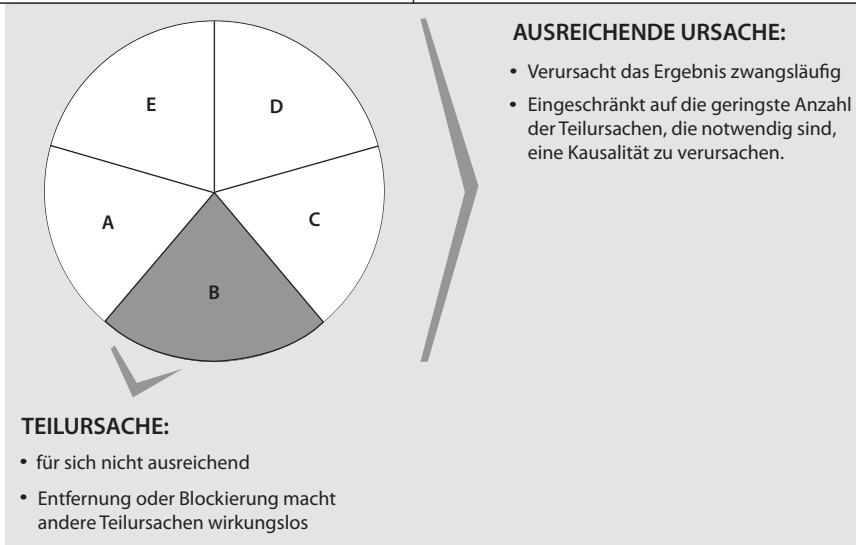 E
D
A
C
B
AUSREICHENDE URSACHE:
• Verursacht das Ergebnis zwangsläufig
• Eingeschränkt auf die geringste Anzahl
der Teilursachen, die notwendig sind,
eine Kausalität zu verursachen.
TEILURSACHE:
• für sich nicht ausreichend
• Entfernung oder Blockierung macht
andere Teilursachen wirkungslos